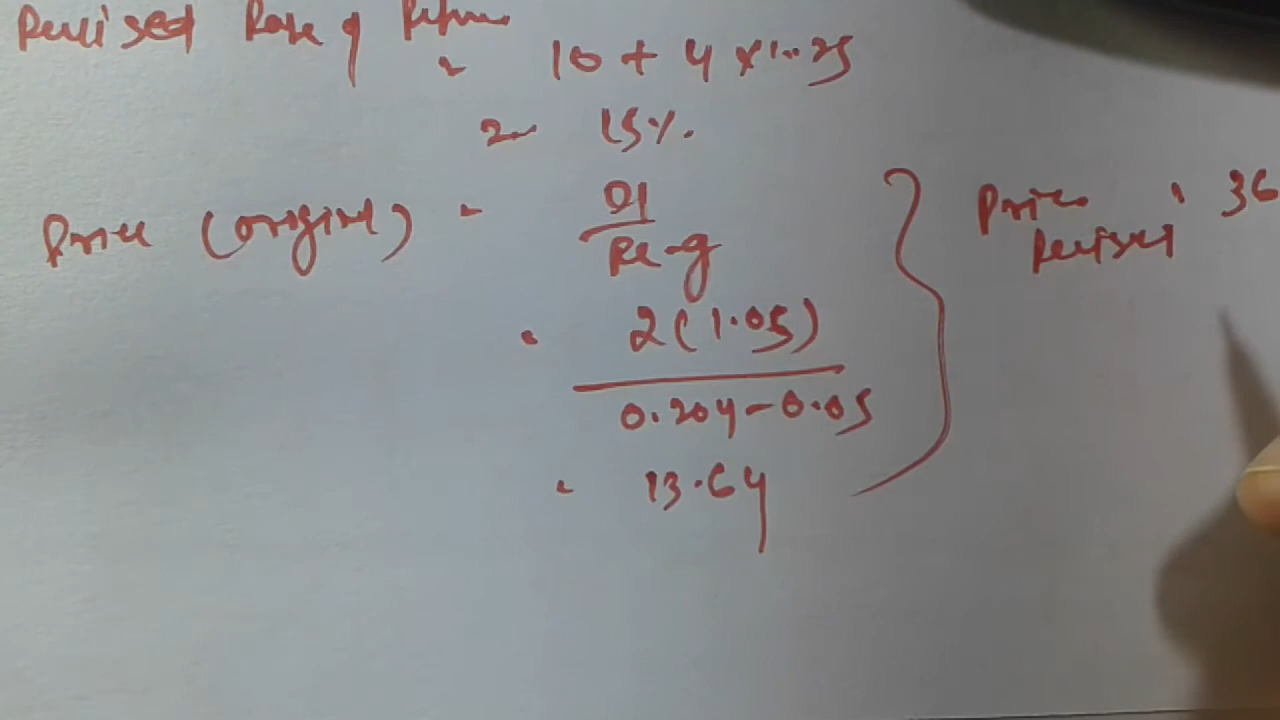 Revised Rate of Return
= 10 + 4 x 1.25
= 15%.
Price (original) = D1
Re-g
= 2(1.05)
0.204-0.05
= 13.64
Price : 36
Revised